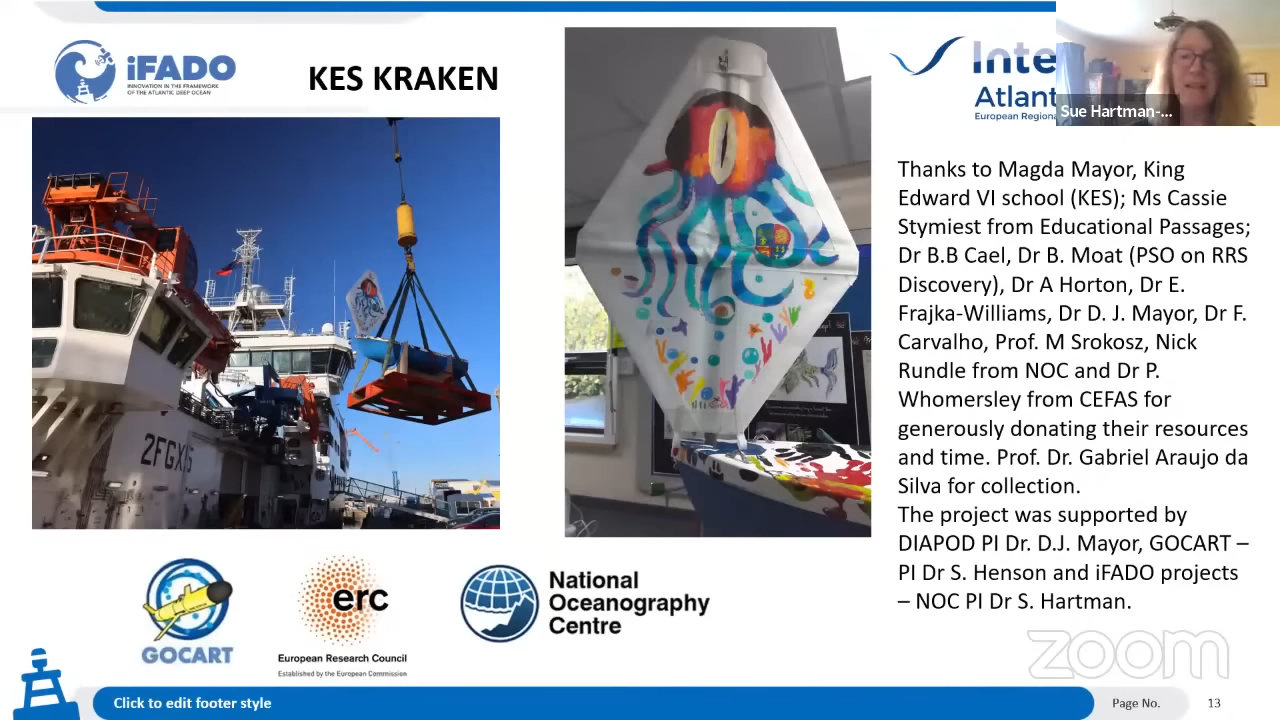 iFADO
INNOVATION IN THE FRAMEWORK
OF THE ATLANTIC DEEP OCEAN
KES KRAKEN
Inte
Atlant
European Regiona
Sue Hartman-...
2FGX5
Thanks to Magda Mayor, King
Edward VI school (KES); Ms Cassie
Stymiest from Educational Passages;
Dr B.B Cael, Dr B. Moat (PSO on RRS
Discovery), Dr A Horton, Dr E.
Frajka-Williams, Dr D. J. Mayor, Dr F.
Carvalho, Prof. M Srokosz, Nick
Rundle from NOC and Dr P.
Whomersley from CEFAS for
generously donating their resources
and time. Prof. Dr. Gabriel Araujo da
Silva for collection.
The project was supported by
DIAPOD PI Dr. D.J. Mayor, GOCART –
PI Dr S. Henson and iFADO projects
– NOC PI Dr S. Hartman.
GOCART
erc
European Research Council
Established by the European Commission
National
Oceanography
Centre
zoom
Click to edit footer style
Page No.
13